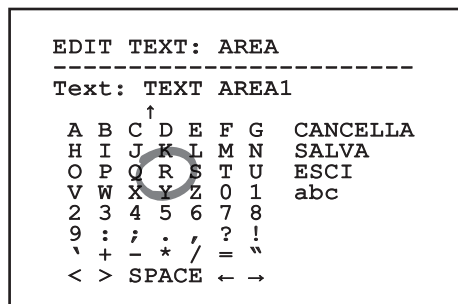 EDIT TEXT: AREA
------------------------
Text: TEXT AREA1
↑
A B C D E F G CANCELLA
H I J K L M N SALVA
O P Q R S T U ESCI
V W X Y Z 0 1 abc
2 3 4 5 6 7 8
9 : ; . , ? !
‛ + - * / = ‟
< > SPACE ← →